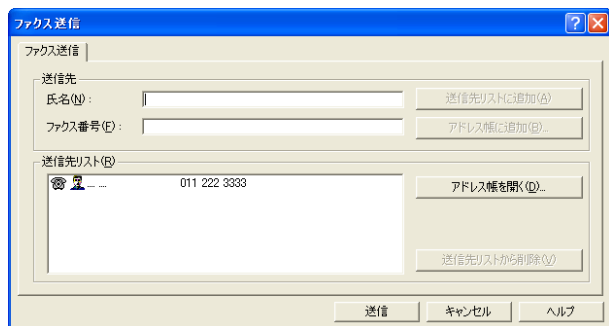 ファクス送信
ファクス送信
送信先
氏名(N):
送信先リストに追加(A)
ファクス番号(F):
アドレス帳に追加(B)...
送信先リスト(R)
... ... 011 222 3333
アドレス帳を開く(D)...
送信先リストから削除(V)
送信 キャンセル ヘルプ